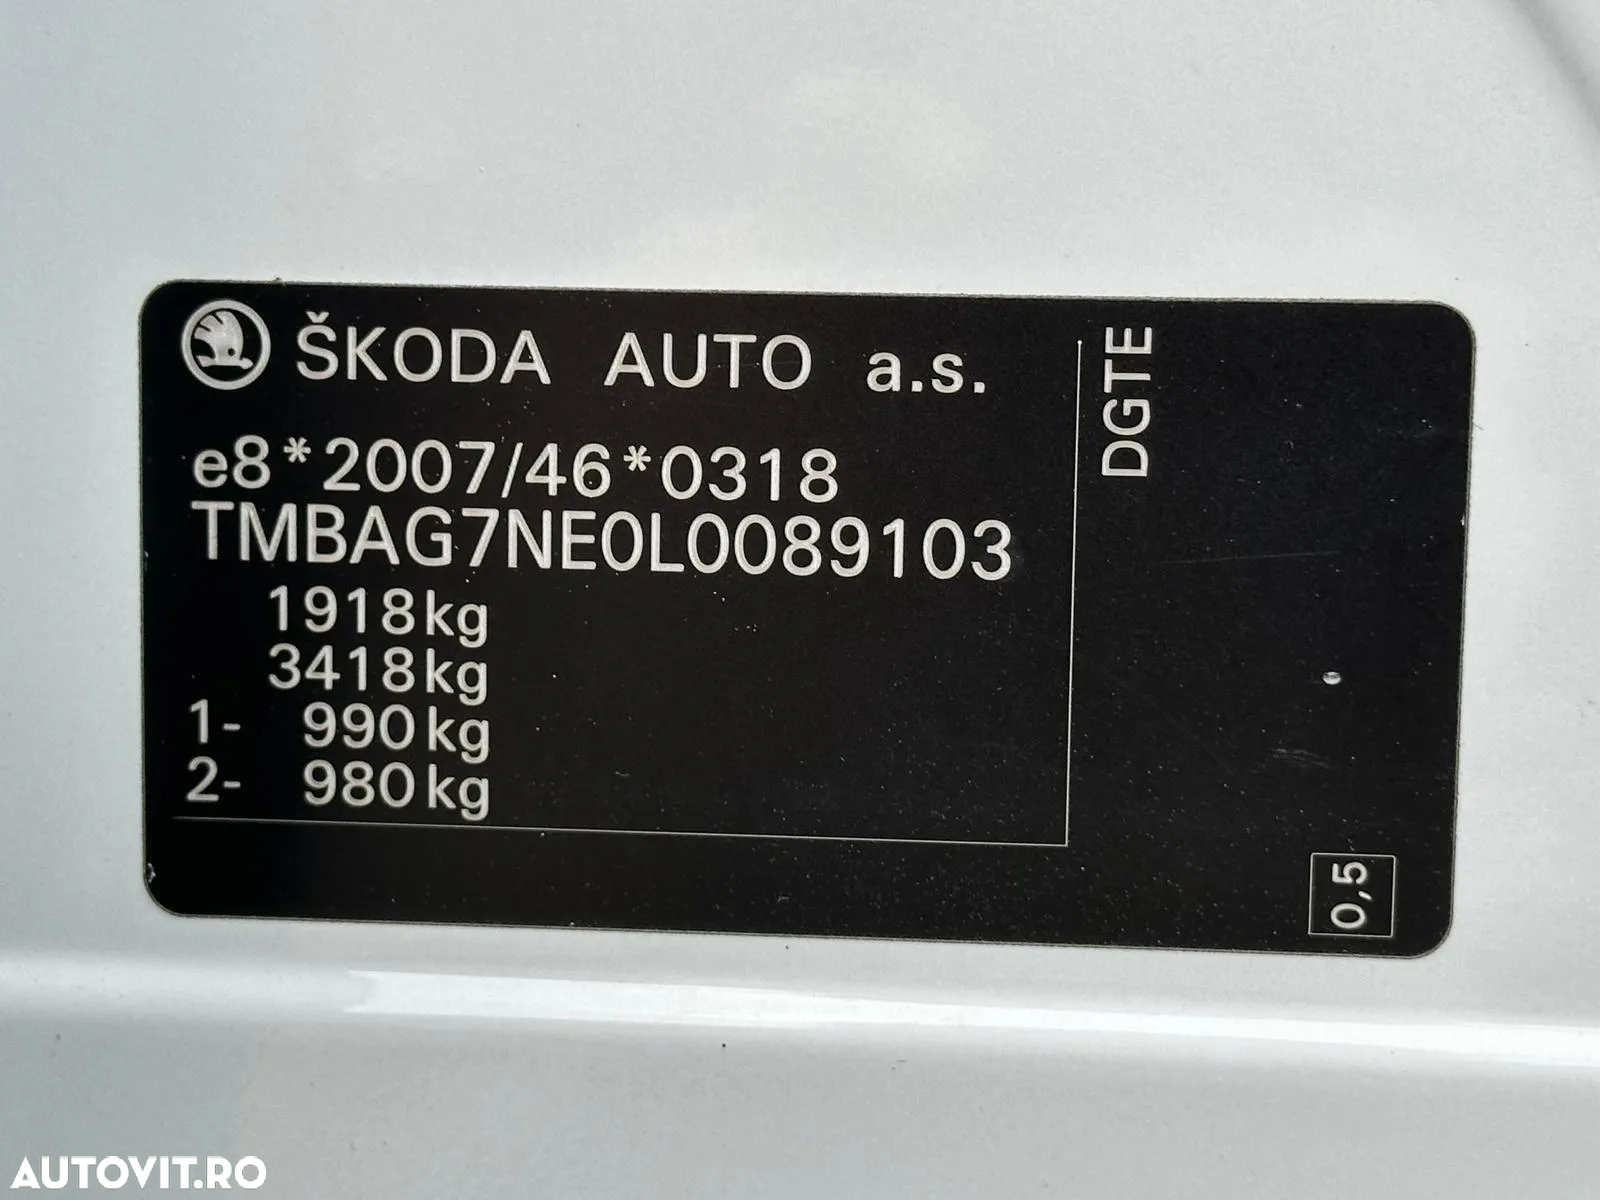 ŠKODA AUTO a.s.
e8*2007/46*0318
TMBAG7NE0L0089103
1918kg
3418kg
1- 990kg
2- 980kg
DGTE
0,5
AUTOVIT.RO